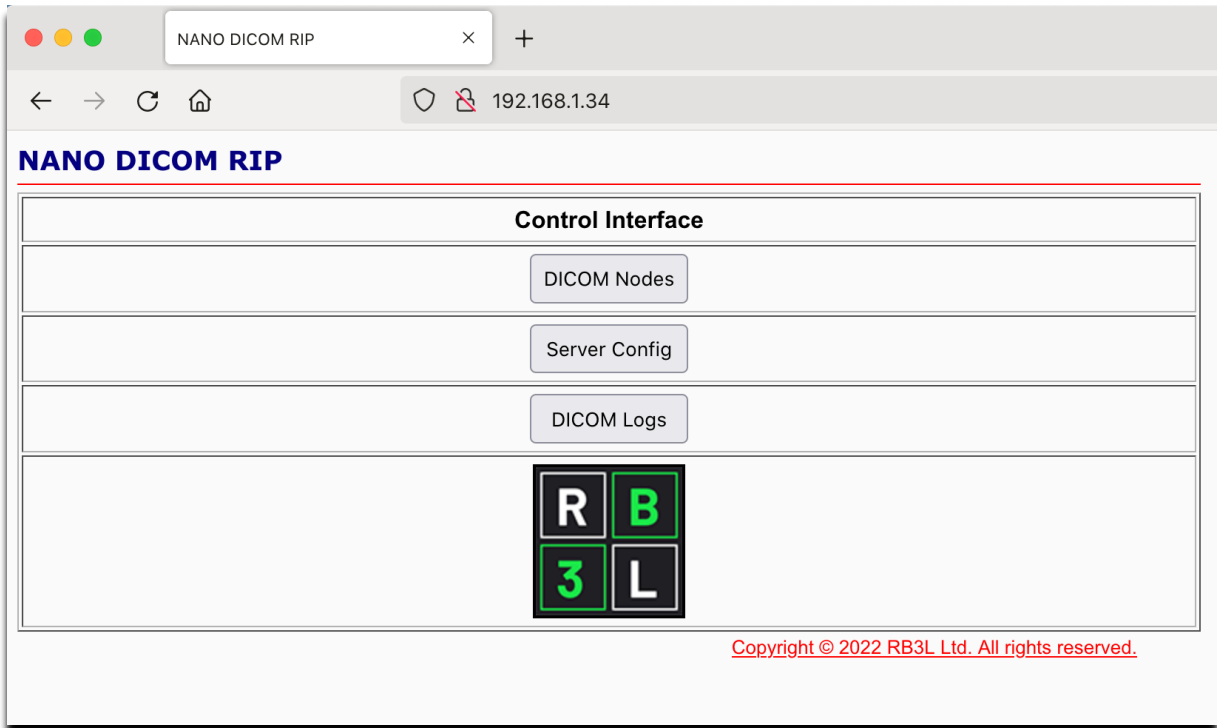 NANO DICOM RIP
192.168.1.34
NANO DICOM RIP
Control Interface
DICOM Nodes
Server Config
DICOM Logs
R B
3 L
Copyright © 2022 RB3L Ltd. All rights reserved.